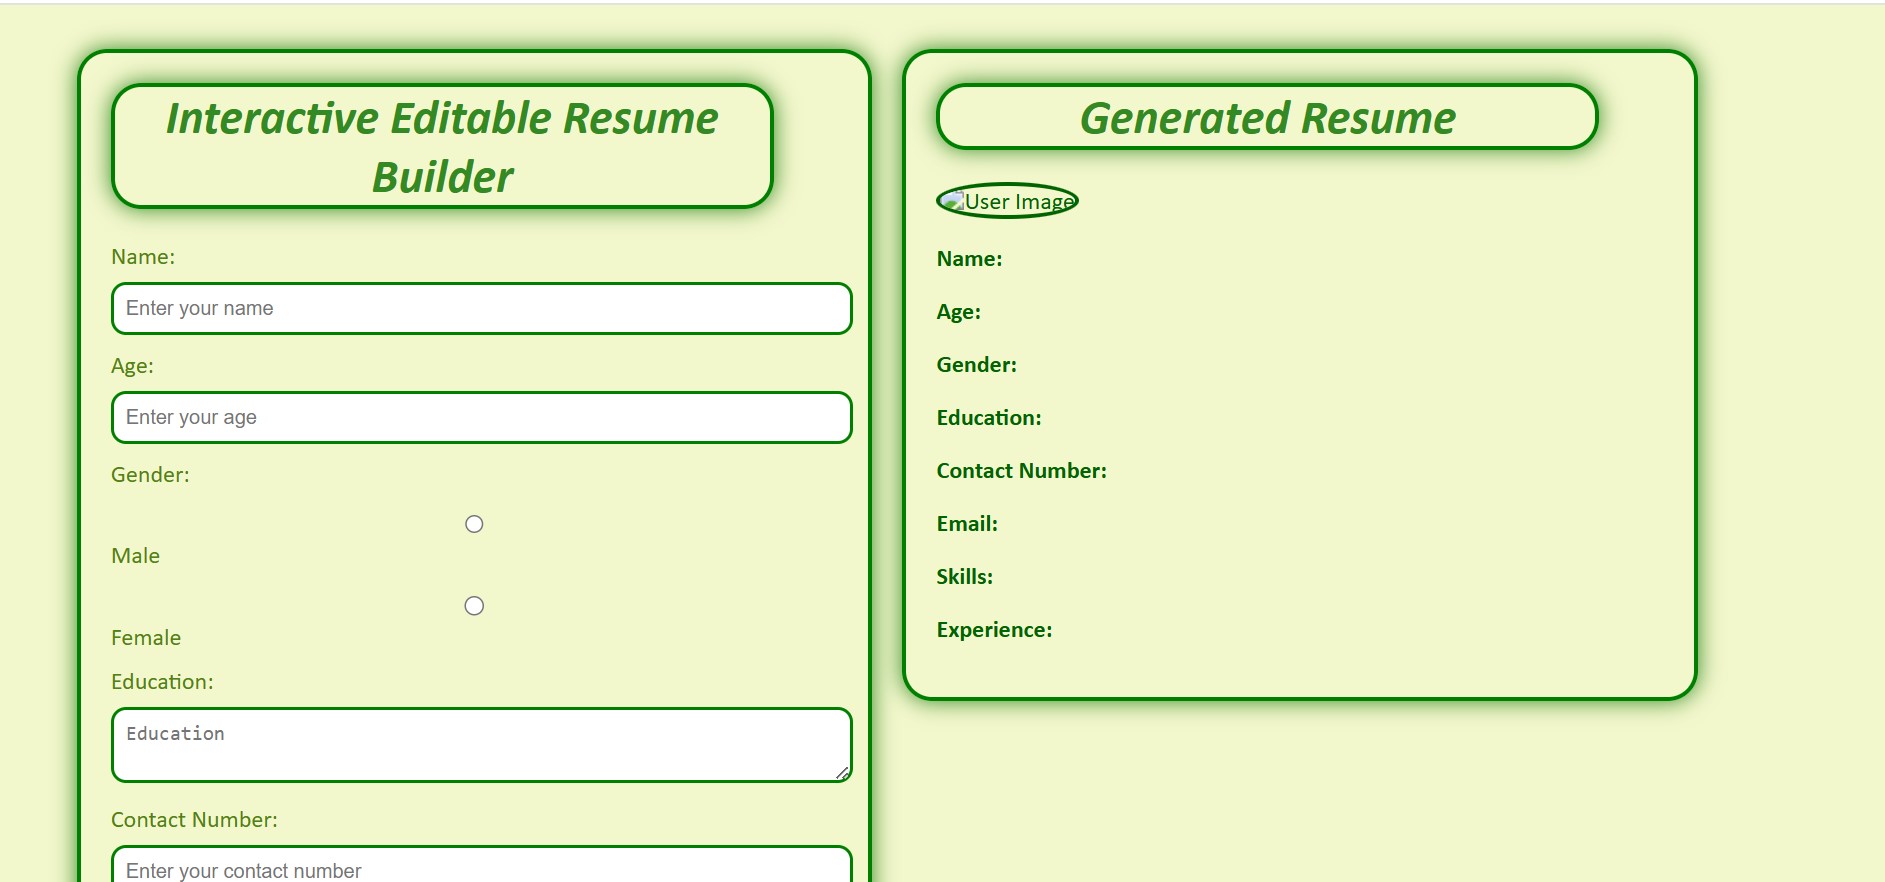 Interactive Editable Resume
Builder
Name:
Enter your name
Age:
Enter your age
Gender:
Male
Female
Education:
Education
Contact Number:
Enter your contact number
Generated Resume
User Image
Name:
Age:
Gender:
Education:
Contact Number:
Email:
Skills:
Experience: